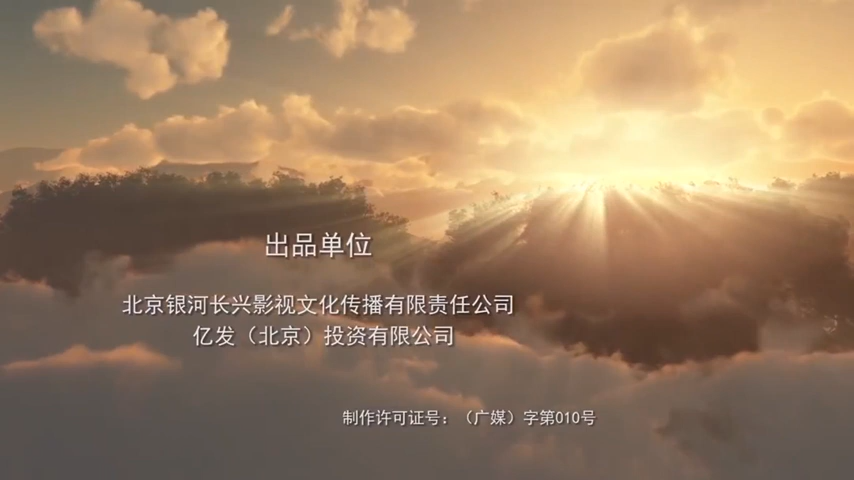 出品单位
北京银河长兴影视文化传播有限责任公司
亿发（北京）投资有限公司
制作许可证号：（广媒）字第010号